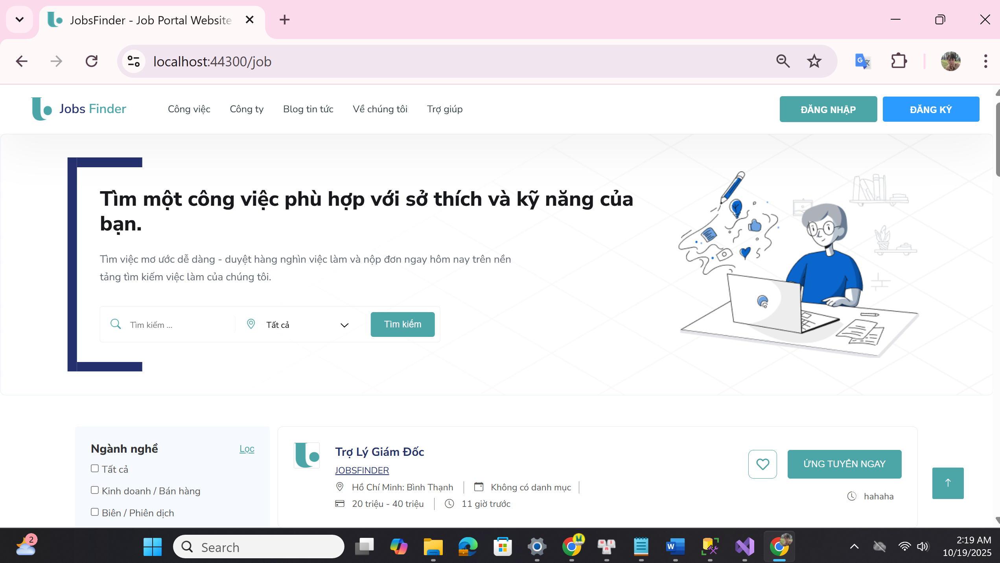 JobsFinder - Job Portal Website
localhost:44300/job
Jobs Finder
Công việc
Công ty
Blog tin tức
Về chúng tôi
Trợ giúp
ĐĂNG NHẬP
ĐĂNG KÝ
Tìm một công việc phù hợp với sở thích và kỹ năng của
bạn.
Tìm việc mơ ước dễ dàng - duyệt hàng nghìn việc làm và nộp đơn ngay hôm nay trên nền
tảng tìm kiếm việc làm của chúng tôi.
Tìm kiếm ...
Tất cả
Tìm kiếm
Ngành nghề
Lọc
Tất cả
Kinh doanh / Bán hàng
Biên / Phiên dịch
Trợ Lý Giám Đốc
JOBSFINDER
Hồ Chí Minh: Bình Thạnh
Không có danh mục
20 triệu - 40 triệu
11 giờ trước
ỨNG TUYỂN NGAY
hahaha
2
Search
2:19 AM
10/19/2025